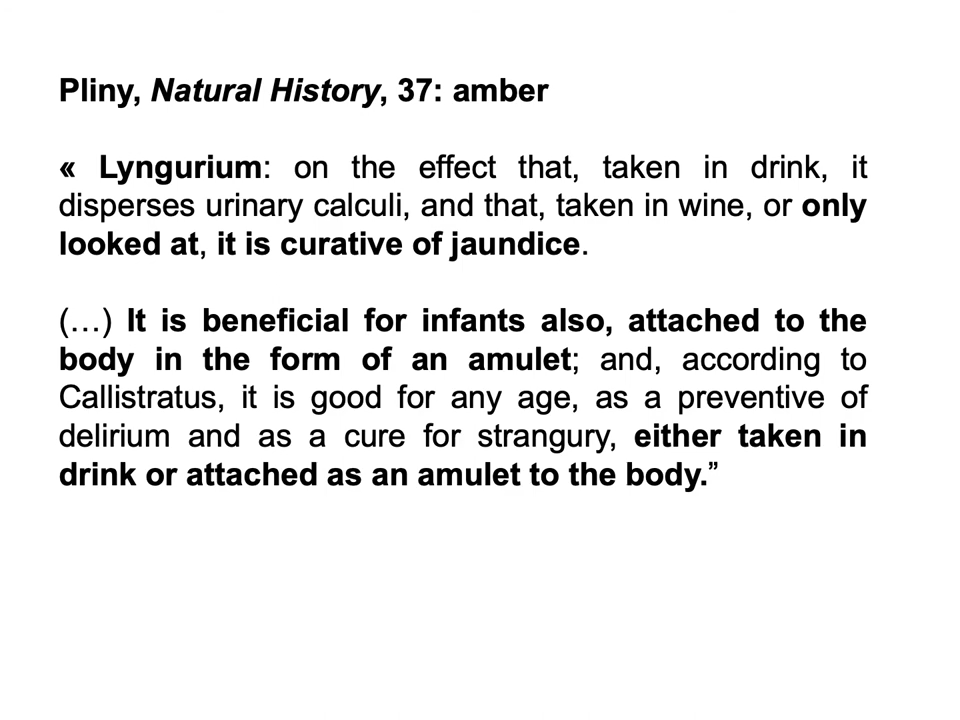 Pliny, Natural History, 37: amber
« Lyngurium: on the effect that, taken in drink, it
disperses urinary calculi, and that, taken in wine, or only
looked at, it is curative of jaundice.
(…) It is beneficial for infants also, attached to the
body in the form of an amulet; and, according to
Callistratus, it is good for any age, as a preventive of
delirium and as a cure for strangury, either taken in
drink or attached as an amulet to the body.”